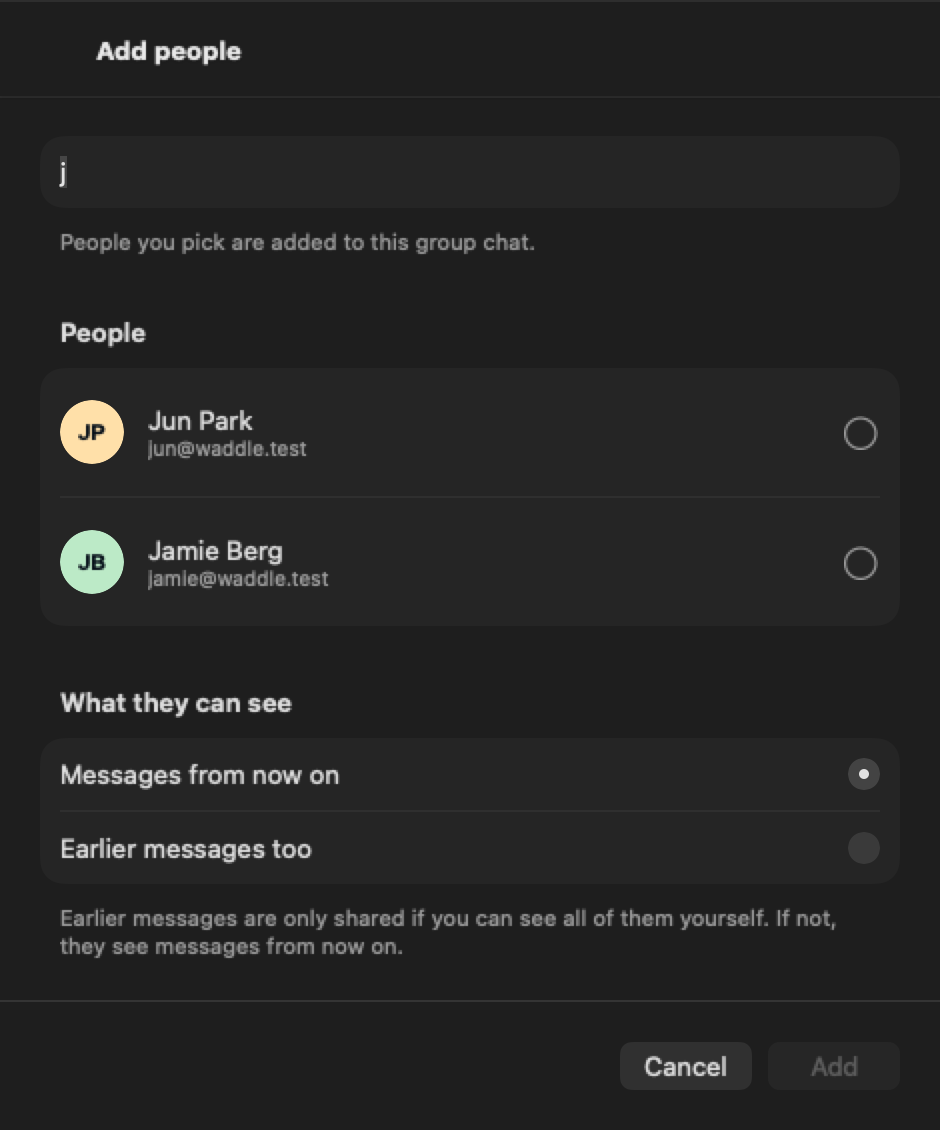 Add people
j
People you pick are added to this group chat.
People
JP
Jun Park
jun@waddle.test
JB
Jamie Berg
jamie@waddle.test
What they can see
Messages from now on
Earlier messages too
Earlier messages are only shared if you can see all of them yourself. If not,
they see messages from now on.
Cancel
Add